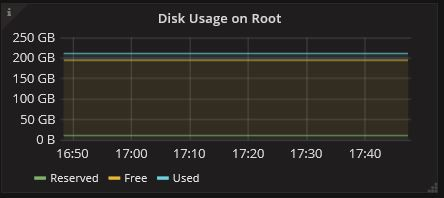 i
Disk Usage on Root
250 GB
200 GB
150 GB
100 GB
50 GB
0 B
16:50 17:00 17:10 17:20 17:30 17:40
Reserved Free Used